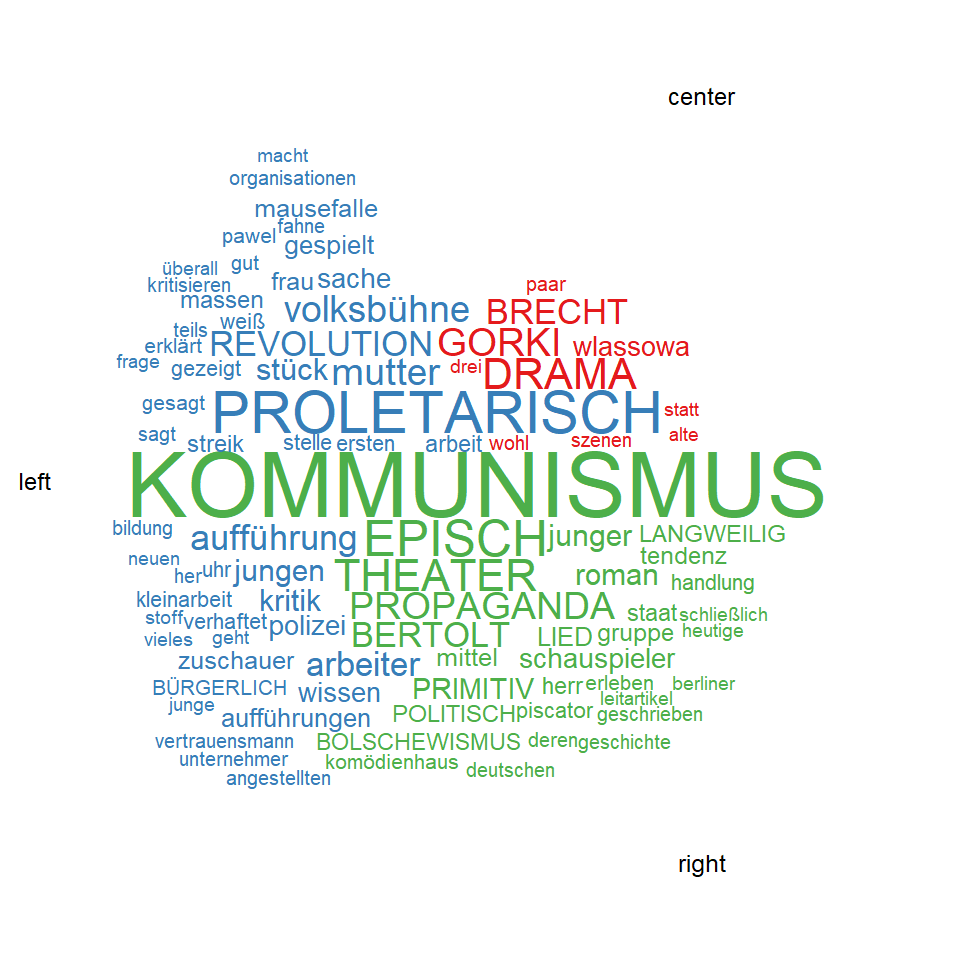 center
macht
organisationen
mausefalle
fahne
pawel
gespielt
überall gut
kritisieren frau sache paar
massen volksbühne BRECHT
teils weiß
erklärt REVOLUTION GORKI wlassowa
frage gezeigt stück mutter drei DRAMA
gesagt PROLETARISCH statt
sagt streik stelle ersten arbeit wohl szenen alte
left KOMMUNISMUS
bildung aufführung EPISCH junger LANGWEILIG
neuen tendenz
her uhr jungen THEATER roman handlung
kleinarbeit kritik PROPAGANDA staat schließlich
stoff verhaftet polizei BERTOLT LIED gruppe heutige
vieles geht
zuschauer arbeiter mittel schauspieler
BÜRGERLICH wissen PRIMITIV herr erleben berliner
junge leitartikel
aufführungen POLITISCH piscator geschrieben
vertrauensmann BOLSCHEWISMUS deren geschichte
unternehmer komödienhaus deutschen
angestellten
right